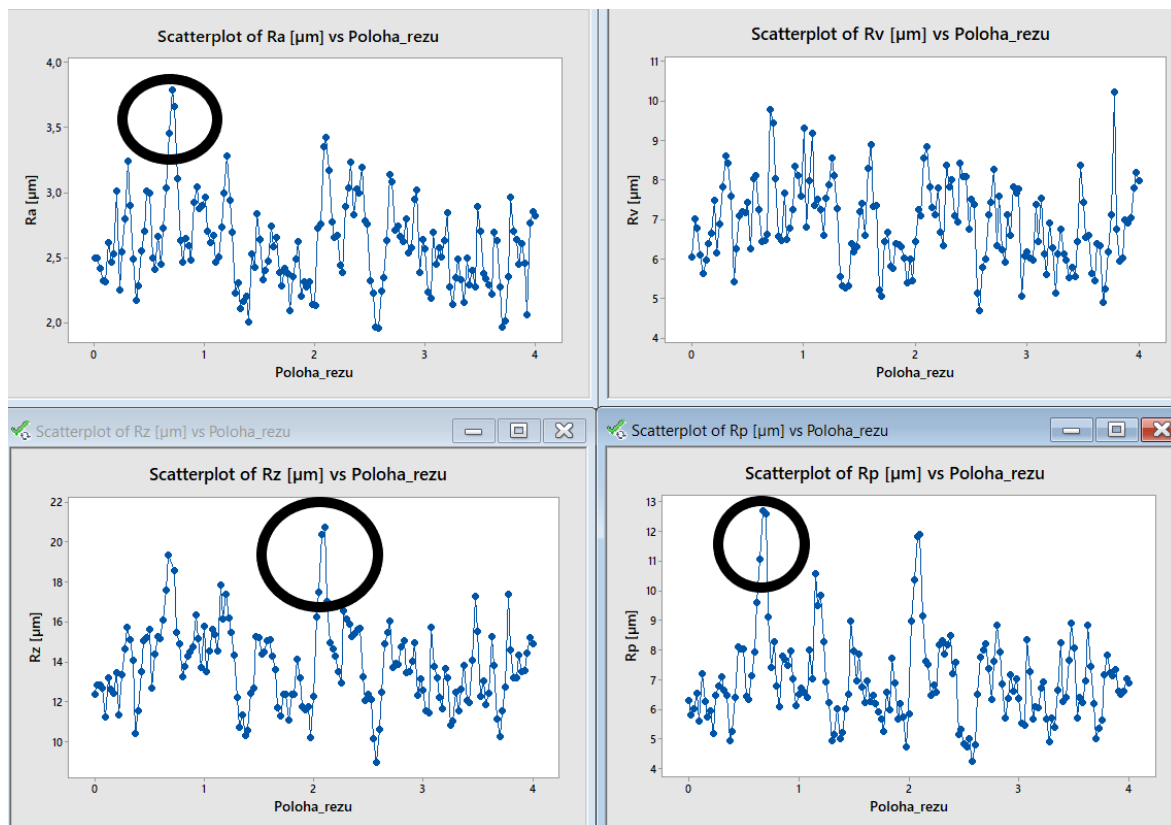 Scatterplot of Ra [µm] vs Poloha_rezu
4,0
3,5
3,0
2,5
2,0
Ra [µm]
0 1 2 3 4
Poloha_rezu
Scatterplot of Rv [µm] vs Poloha_rezu
11
10
9
8
7
6
5
4
Rv [µm]
0 1 2 3 4
Poloha_rezu
Scatterplot of Rz [µm] vs Poloha_rezu
Scatterplot of Rz [µm] vs Poloha_rezu
22
20
18
16
14
12
10
Rz [µm]
0 1 2 3 4
Poloha_rezu
Scatterplot of Rp [µm] vs Poloha_rezu
Scatterplot of Rp [µm] vs Poloha_rezu
13
12
11
10
9
8
7
6
5
4
Rp [µm]
0 1 2 3 4
Poloha_rezu